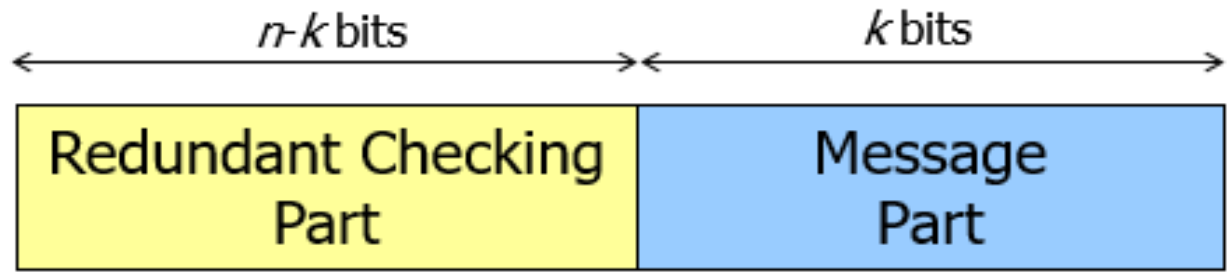 n-k bits
k bits
Redundant Checking
Part
Message
Part